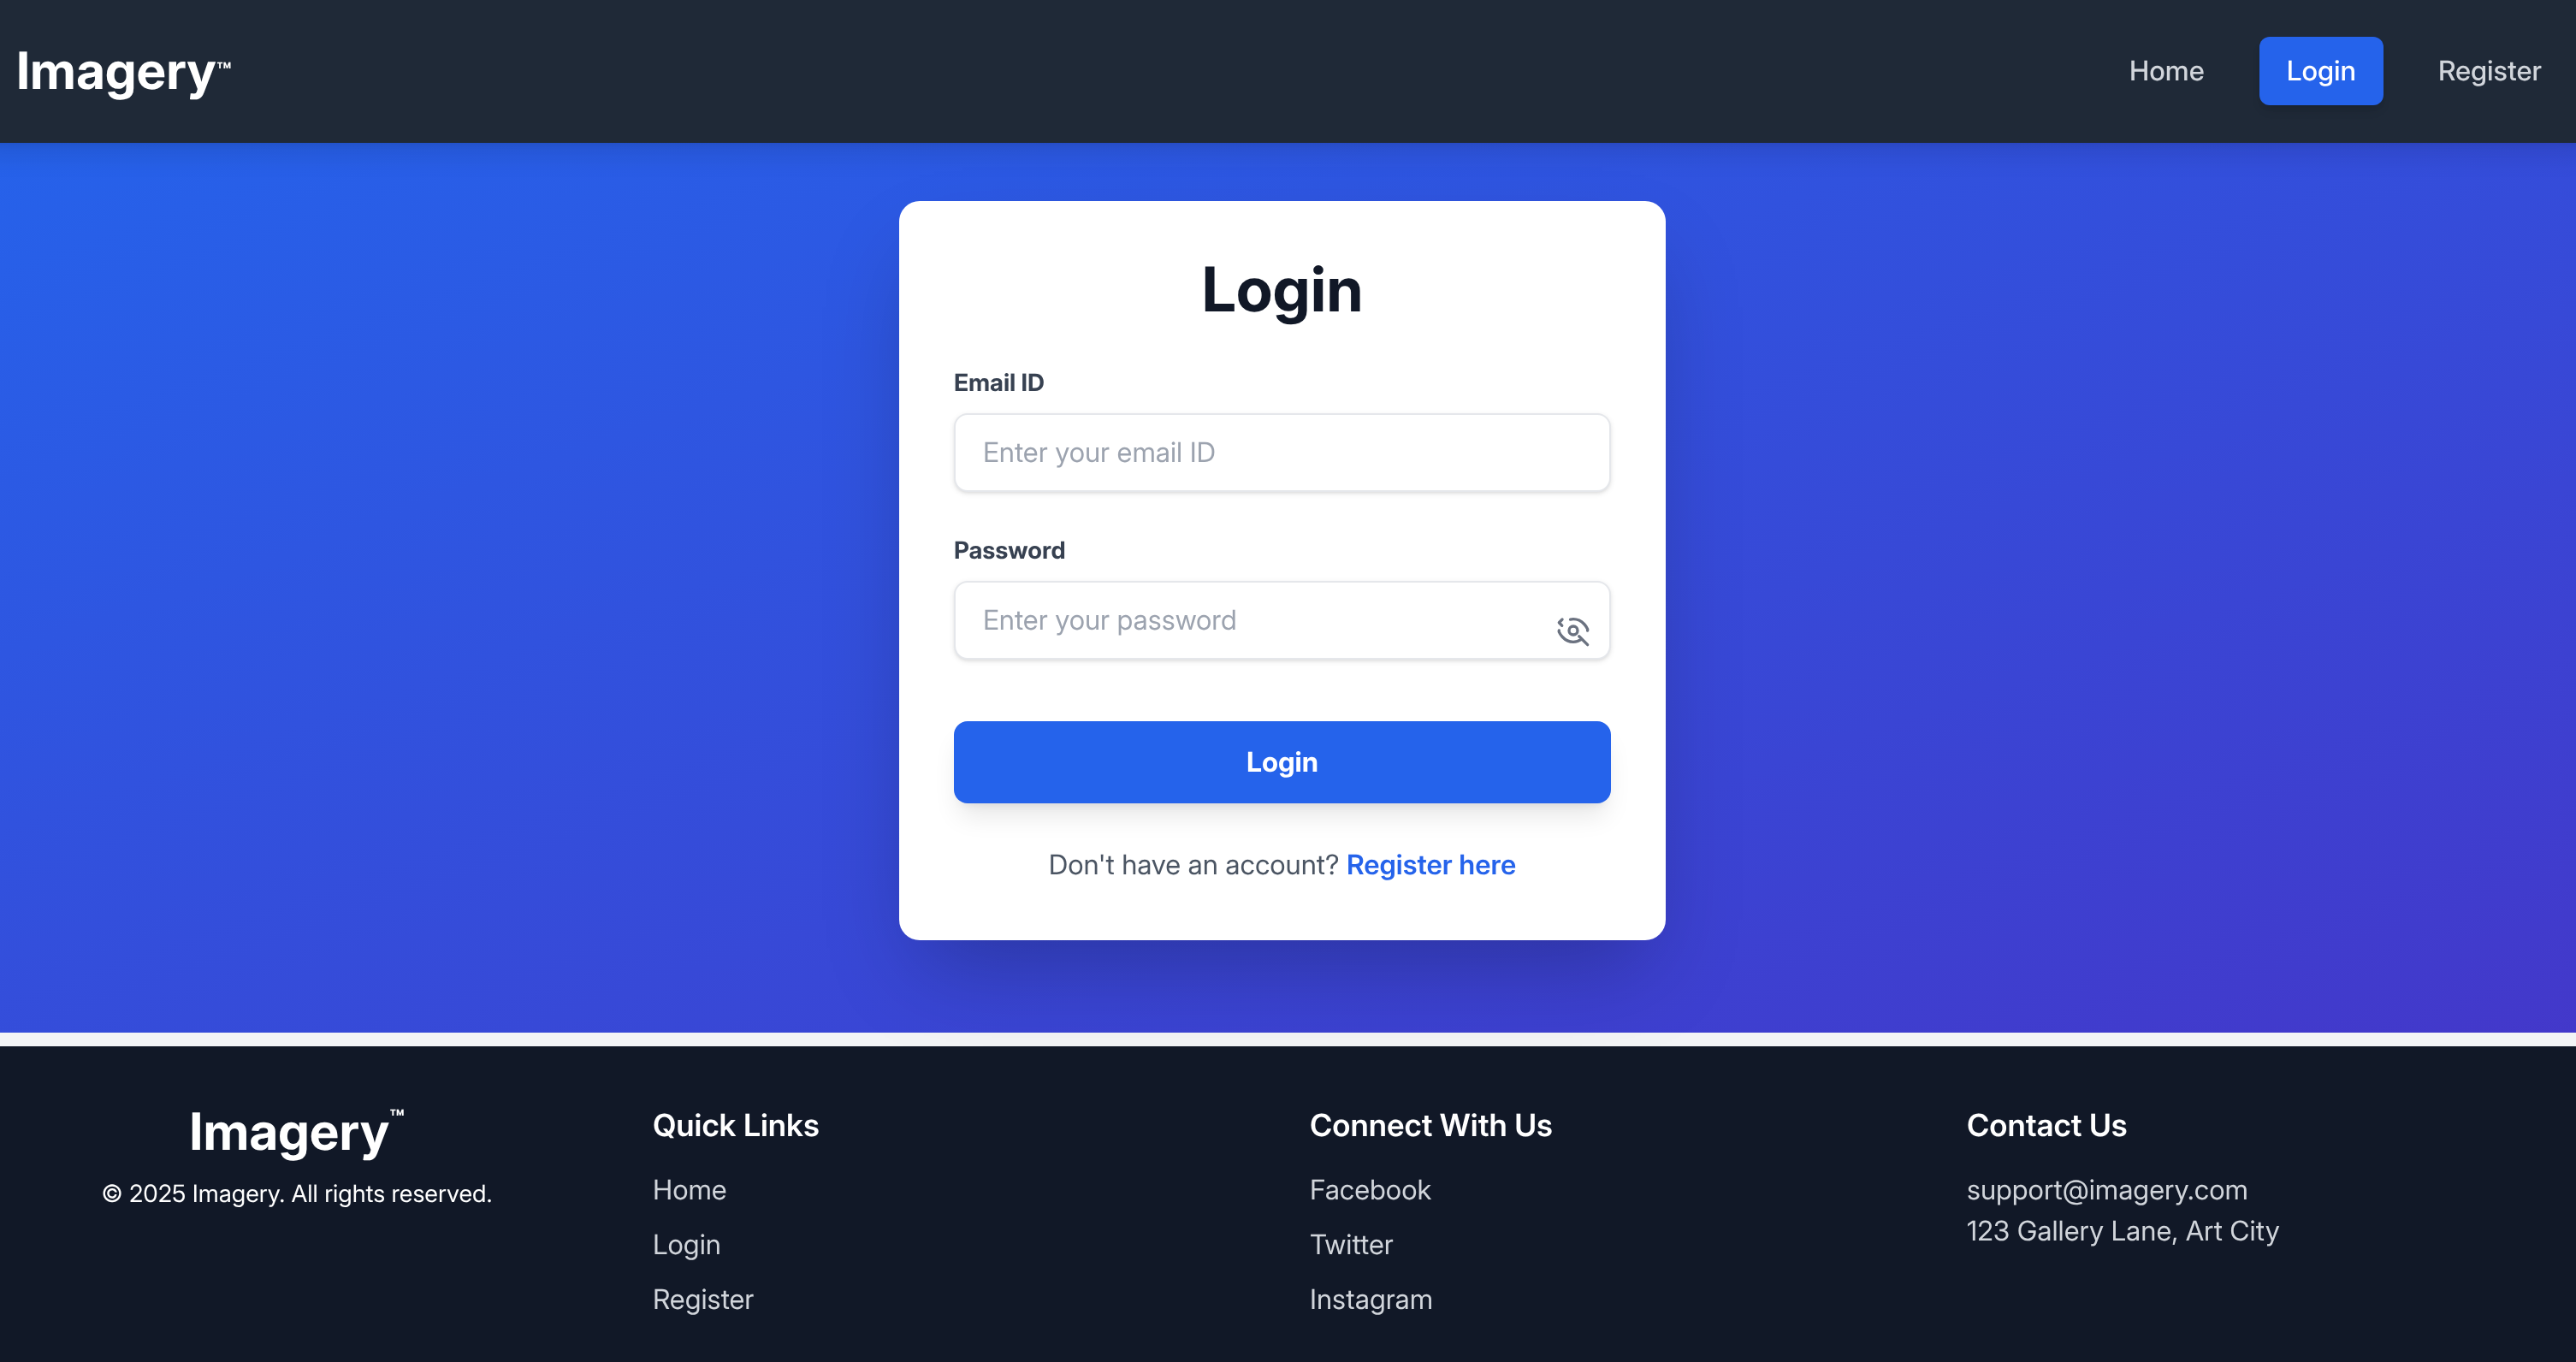 Imagery™
Home
Login
Register
Login
Email ID
Enter your email ID
Password
Enter your password
Login
Don't have an account? Register here
Imagery™
© 2025 Imagery. All rights reserved.
Quick Links
Home
Login
Register
Connect With Us
Facebook
Twitter
Instagram
Contact Us
support@imagery.com
123 Gallery Lane, Art City